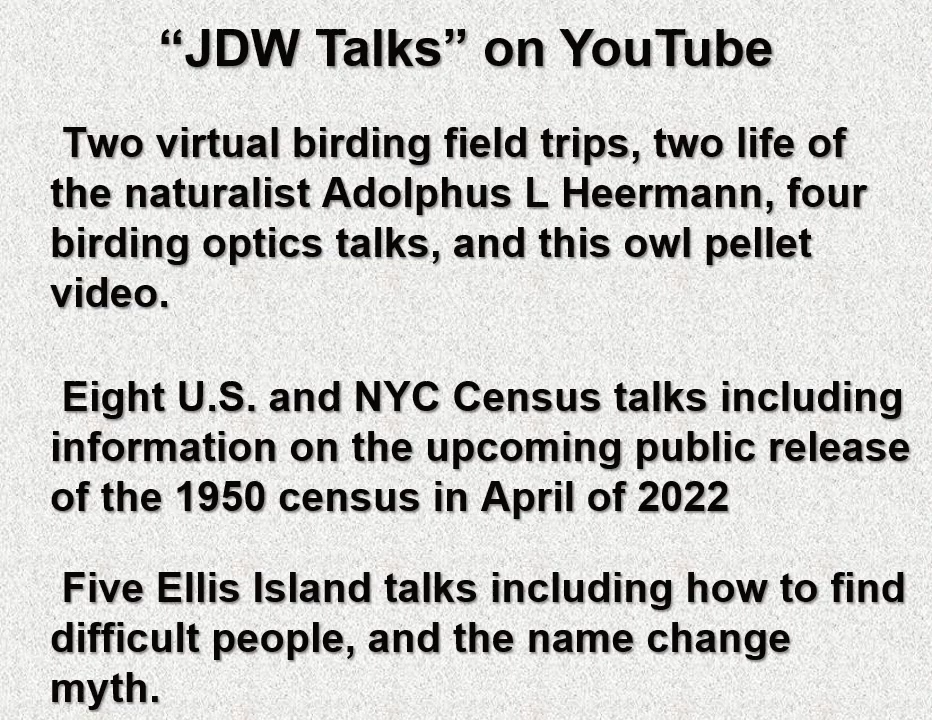 “JDW Talks” on YouTube
Two virtual birding field trips, two life of
the naturalist Adolphus L Heermann, four
birding optics talks, and this owl pellet
video.
Eight U.S. and NYC Census talks including
information on the upcoming public release
of the 1950 census in April of 2022
Five Ellis Island talks including how to find
difficult people, and the name change
myth.